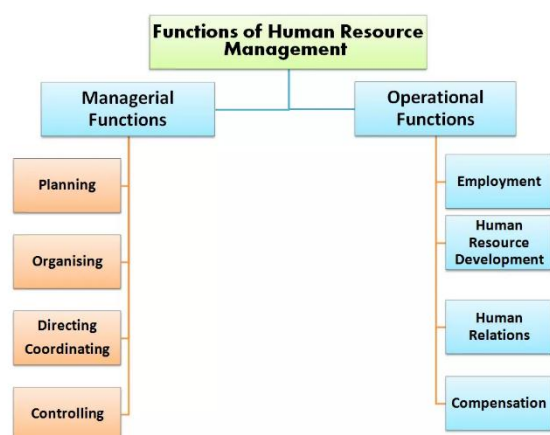 Functions of Human Resource
Management
Managerial
Functions
Operational
Functions
Planning
Organising
Directing
Coordinating
Controlling
Employment
Human
Resource
Development
Human
Relations
Compensation